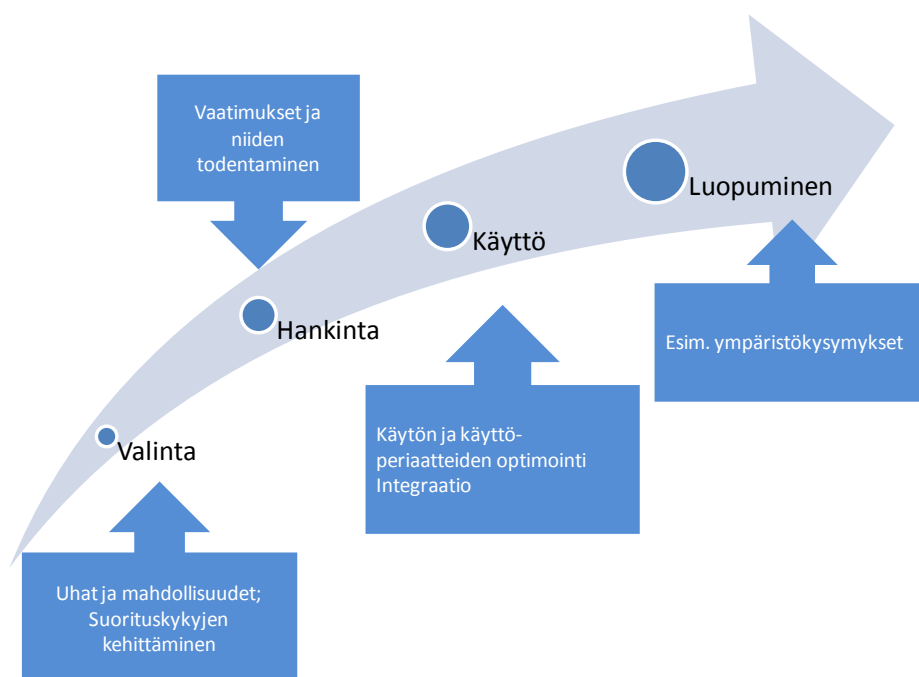 Vaatimukset ja
niiden
todentaminen
Luopuminen
Käyttö
Hankinta
Esim. ympäristökysymykset
Valinta
Käytön ja käyttö-
periaatteiden optimointi
Integraatio
Uhat ja mahdollisuudet;
Suorituskykyjen
kehittäminen